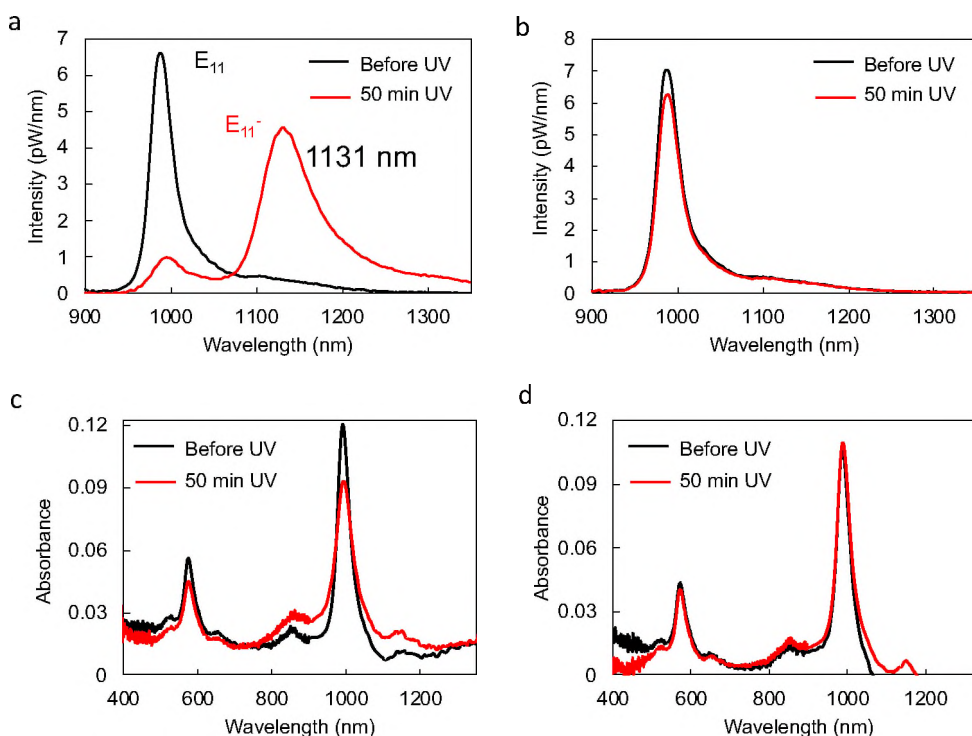 a
7
6
5
4
3
2
1
0
Intensity (pW/nm)
E₁₁
E₁₁⁻
1131 nm
Before UV
50 min UV
900 1000 1100 1200 1300
Wavelength (nm)
b
8
7
6
5
4
3
2
1
0
Intensity (pW/nm)
Before UV
50 min UV
900 1000 1100 1200 1300
Wavelength (nm)
c
0.12
0.09
0.06
0.03
0
Absorbance
Before UV
50 min UV
400 600 800 1000 1200
Wavelength (nm)
d
0.12
0.09
0.06
0.03
0
Absorbance
Before UV
50 min UV
400 600 800 1000 1200
Wavelength (nm)